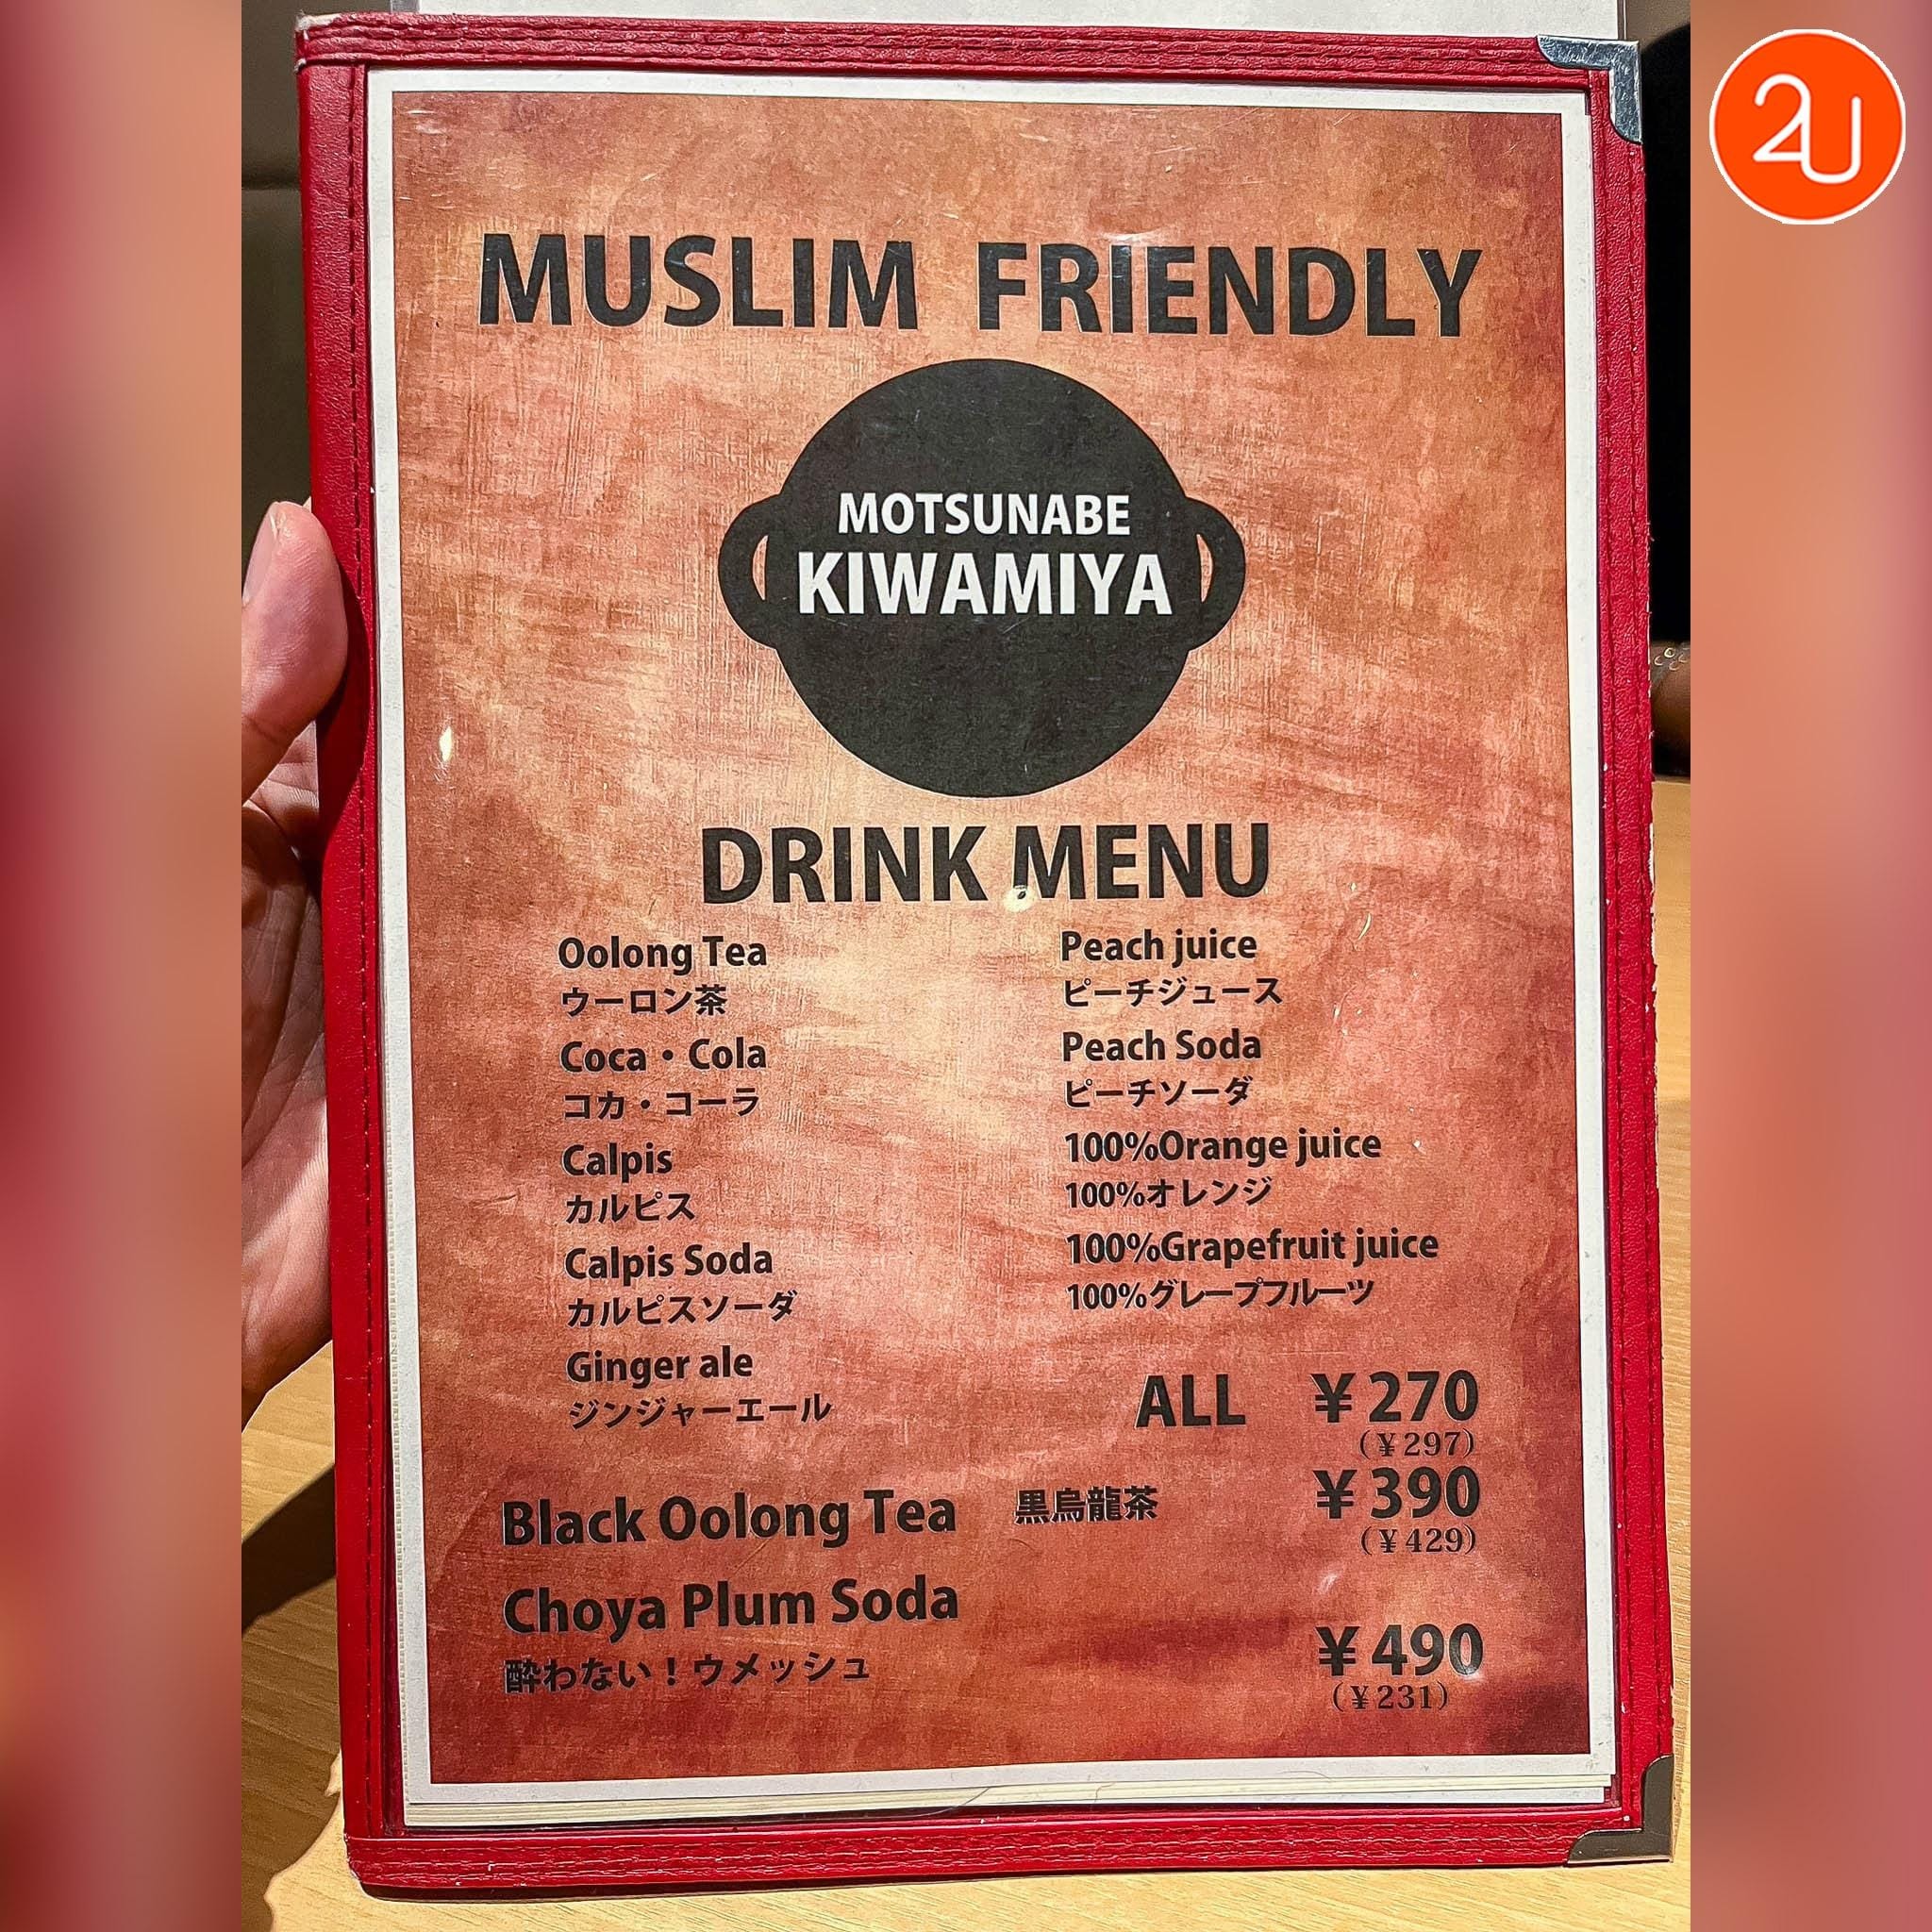 2U
MUSLIM FRIENDLY
MOTSUNABE
KIWAMIYA
DRINK MENU
Oolong Tea
ウーロン茶
Coca・Cola
コカ・コーラ
Calpis
カルピス
Calpis Soda
カルピスソーダ
Ginger ale
ジンジャーエール
Peach juice
ピーチジュース
Peach Soda
ピーチソーダ
100%Orange juice
100%オレンジ
100%Grapefruit juice
100%グレープフルーツ
ALL ¥270
(¥297)
Black Oolong Tea 黒烏龍茶 ¥390
(¥429)
Choya Plum Soda
酔わない！ウメッシュ ¥490
(¥231)